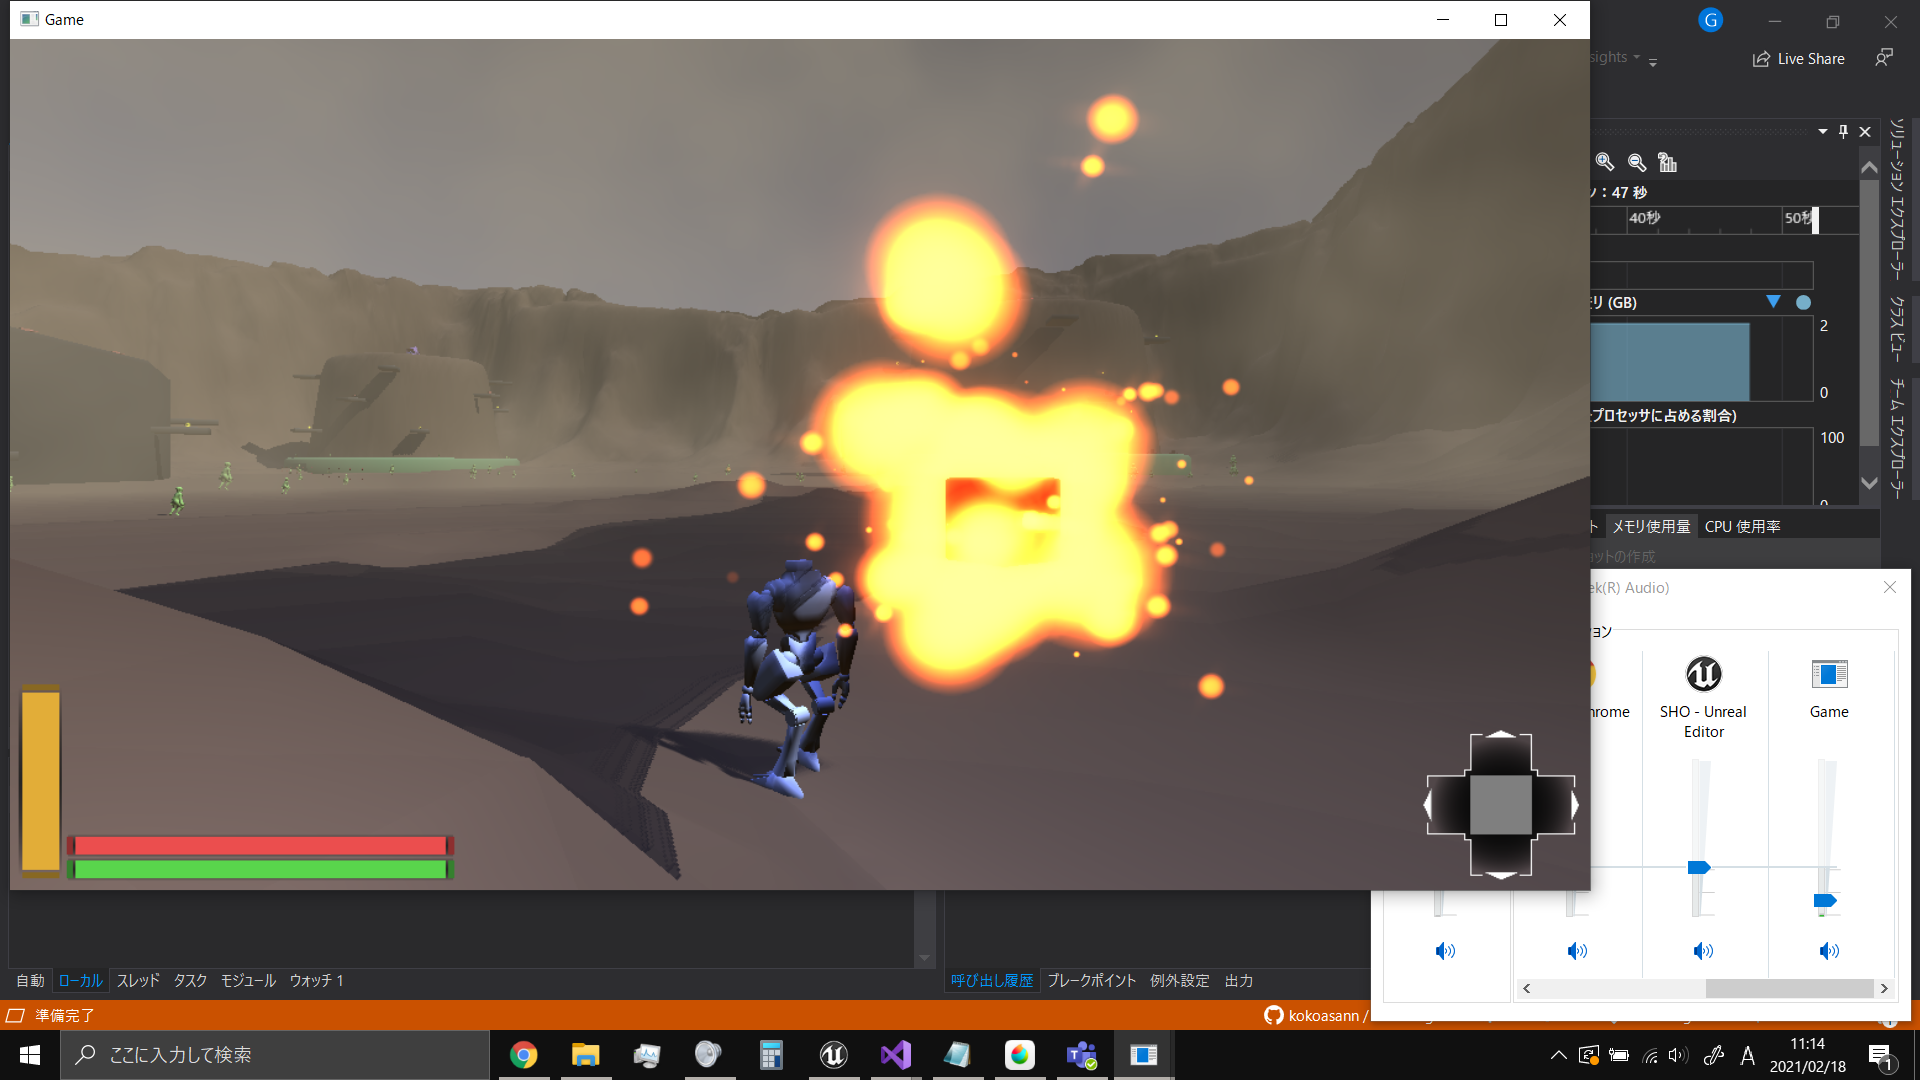 Game
G
sights
Live Share
ソリューション エクスプローラー
クラス ビュー
チーム エクスプローラー
ン：47 秒
40秒
50秒
モリ (GB)
2
0
プロセッサに占める割合)
100
0
ト
メモリ使用量
CPU 使用率
ットの作成
ek(R) Audio)
ョン
hrome
SHO - Unreal
Editor
Game
自動
ローカル
スレッド
タスク
モジュール
ウォッチ 1
呼び出し履歴
ブレークポイント
例外設定
出力
準備完了
kokoasann /
ここに入力して検索
A
11:14
2021/02/18
1